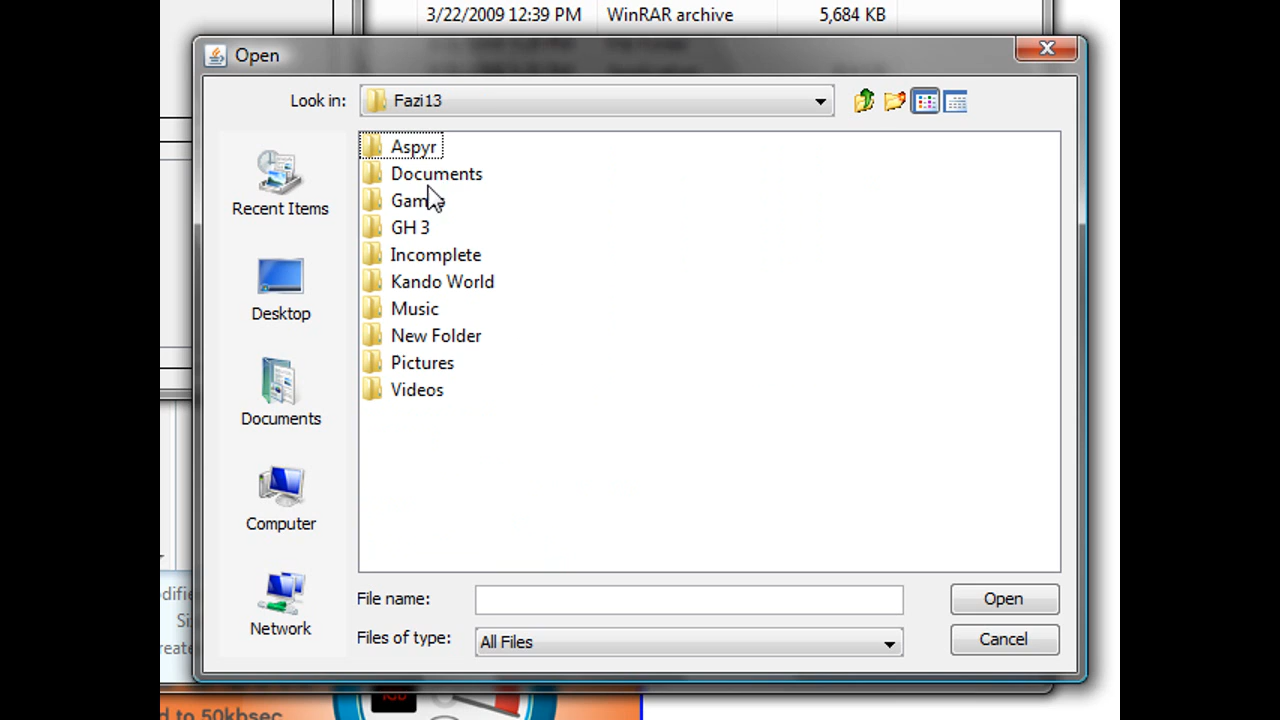 3/22/2009 12:39 PM WinRAR archive 5,684 KB
Open
Look in: Fazi13
Aspyr
Documents
GH 3
Incomplete
Kando World
Music
New Folder
Pictures
Videos
Recent Items
Desktop
Documents
Computer
Network
File name: Open
Files of type: All Files Cancel
d to 50kbsec